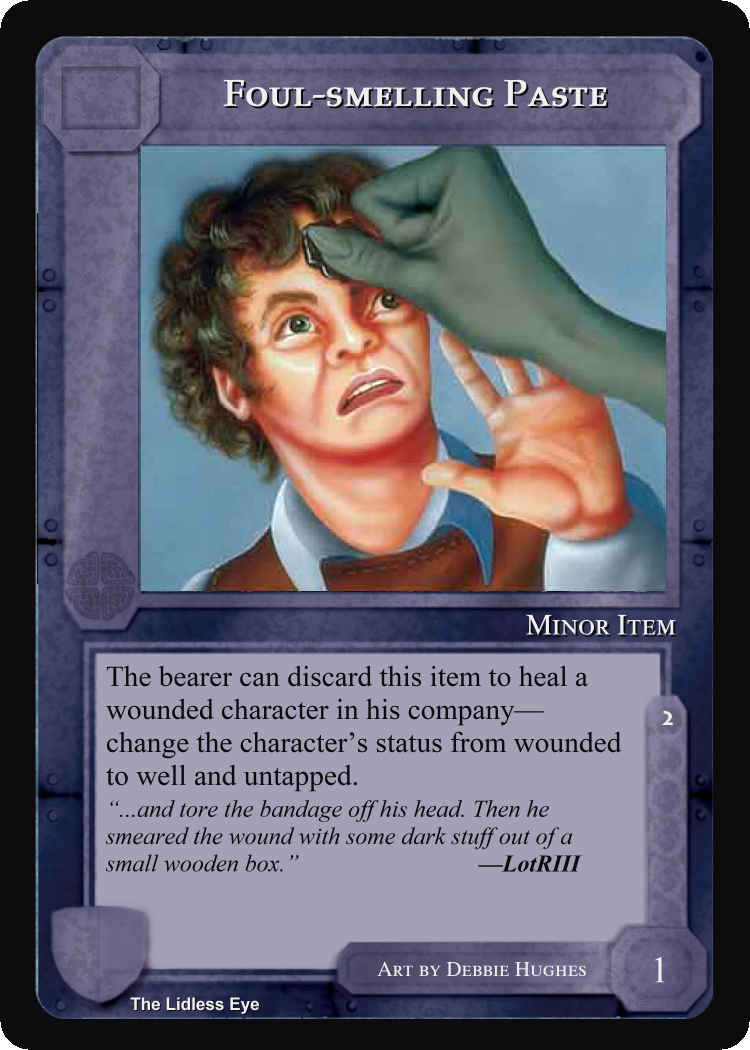 Foul-smelling Paste
Minor Item
The bearer can discard this item to heal a
wounded character in his company—
change the character's status from wounded
to well and untapped.
"...and tore the bandage off his head. Then he
smeared the wound with some dark stuff out of a
small wooden box." —LotRIII
2
Art by Debbie Hughes
1
The Lidless Eye